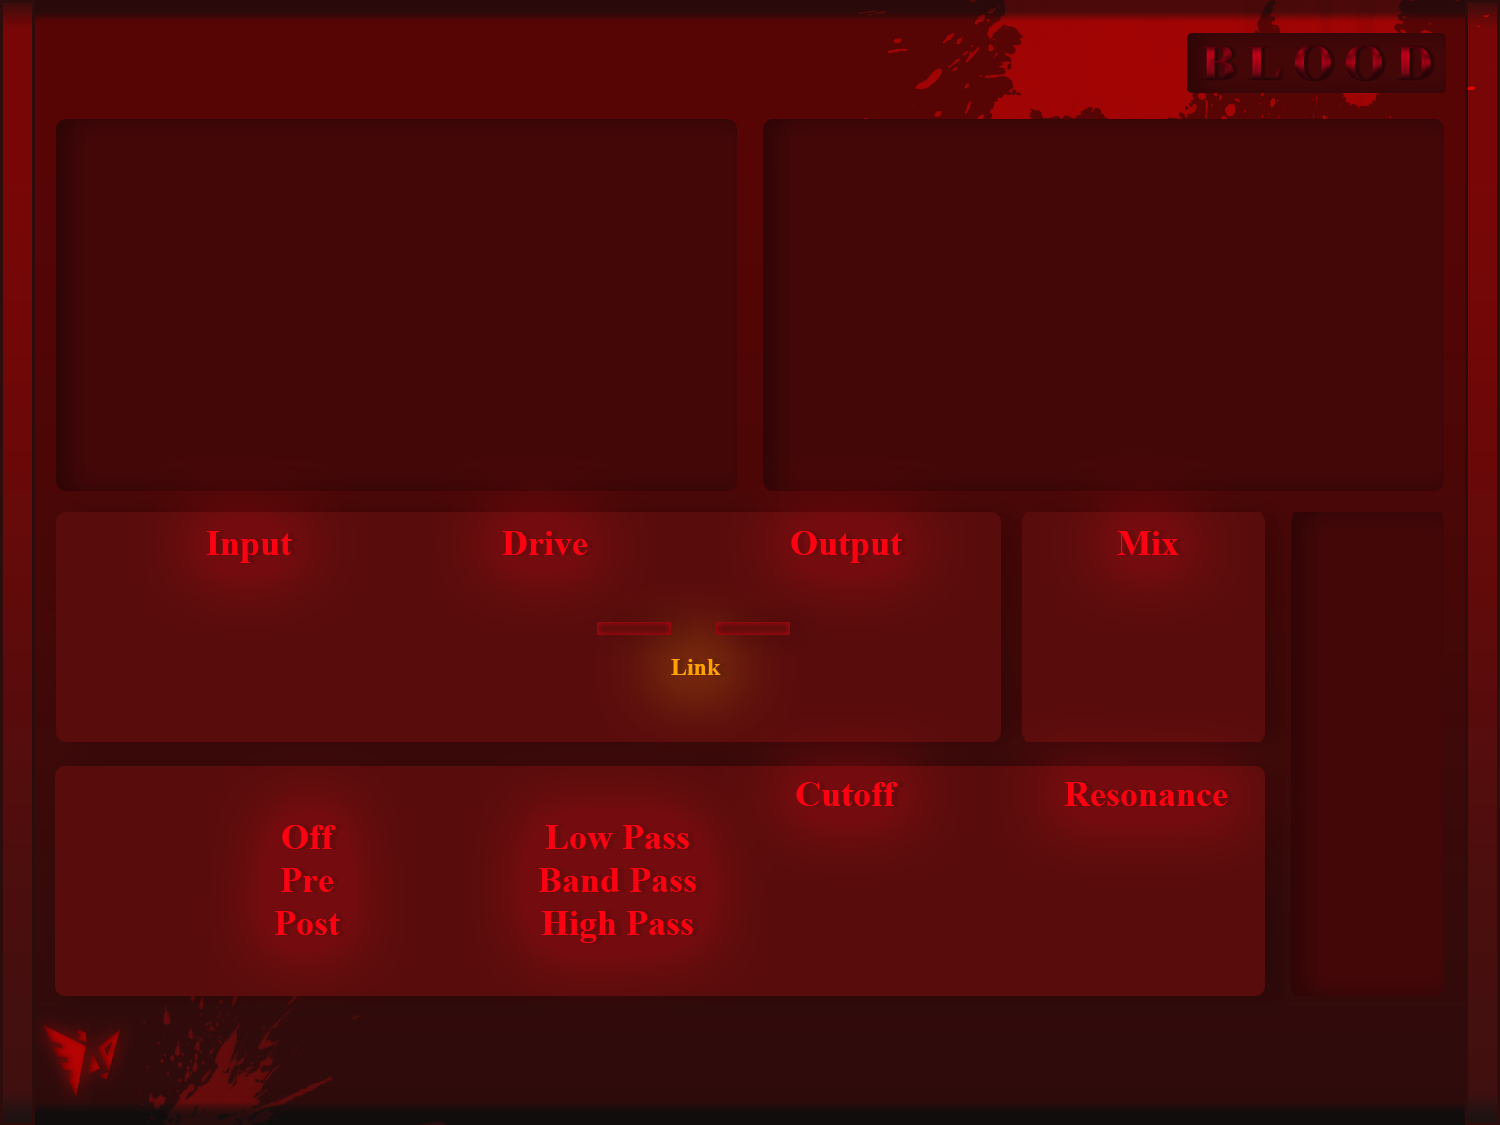 BLOOD
Input
Drive
Output
Mix
Link
Cutoff
Resonance
Off
Pre
Post
Low Pass
Band Pass
High Pass